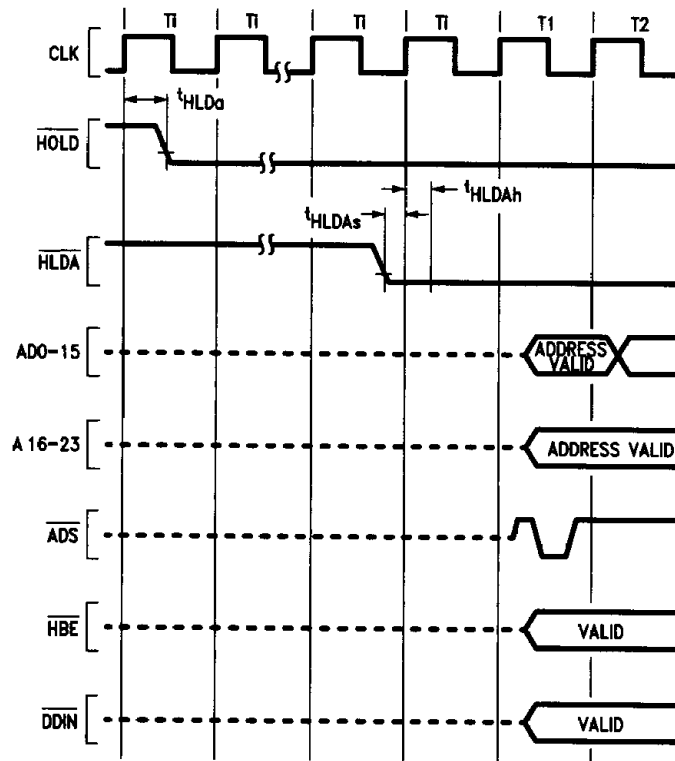 Ti Ti Ti Ti T1 T2
CLK
tHLDa
HOLD
tHLDAh
tHLDAs
HLDA
AD0-15
ADDRESS
VALID
A16-23
ADDRESS VALID
ADS
HBE
VALID
DDIN
VALID